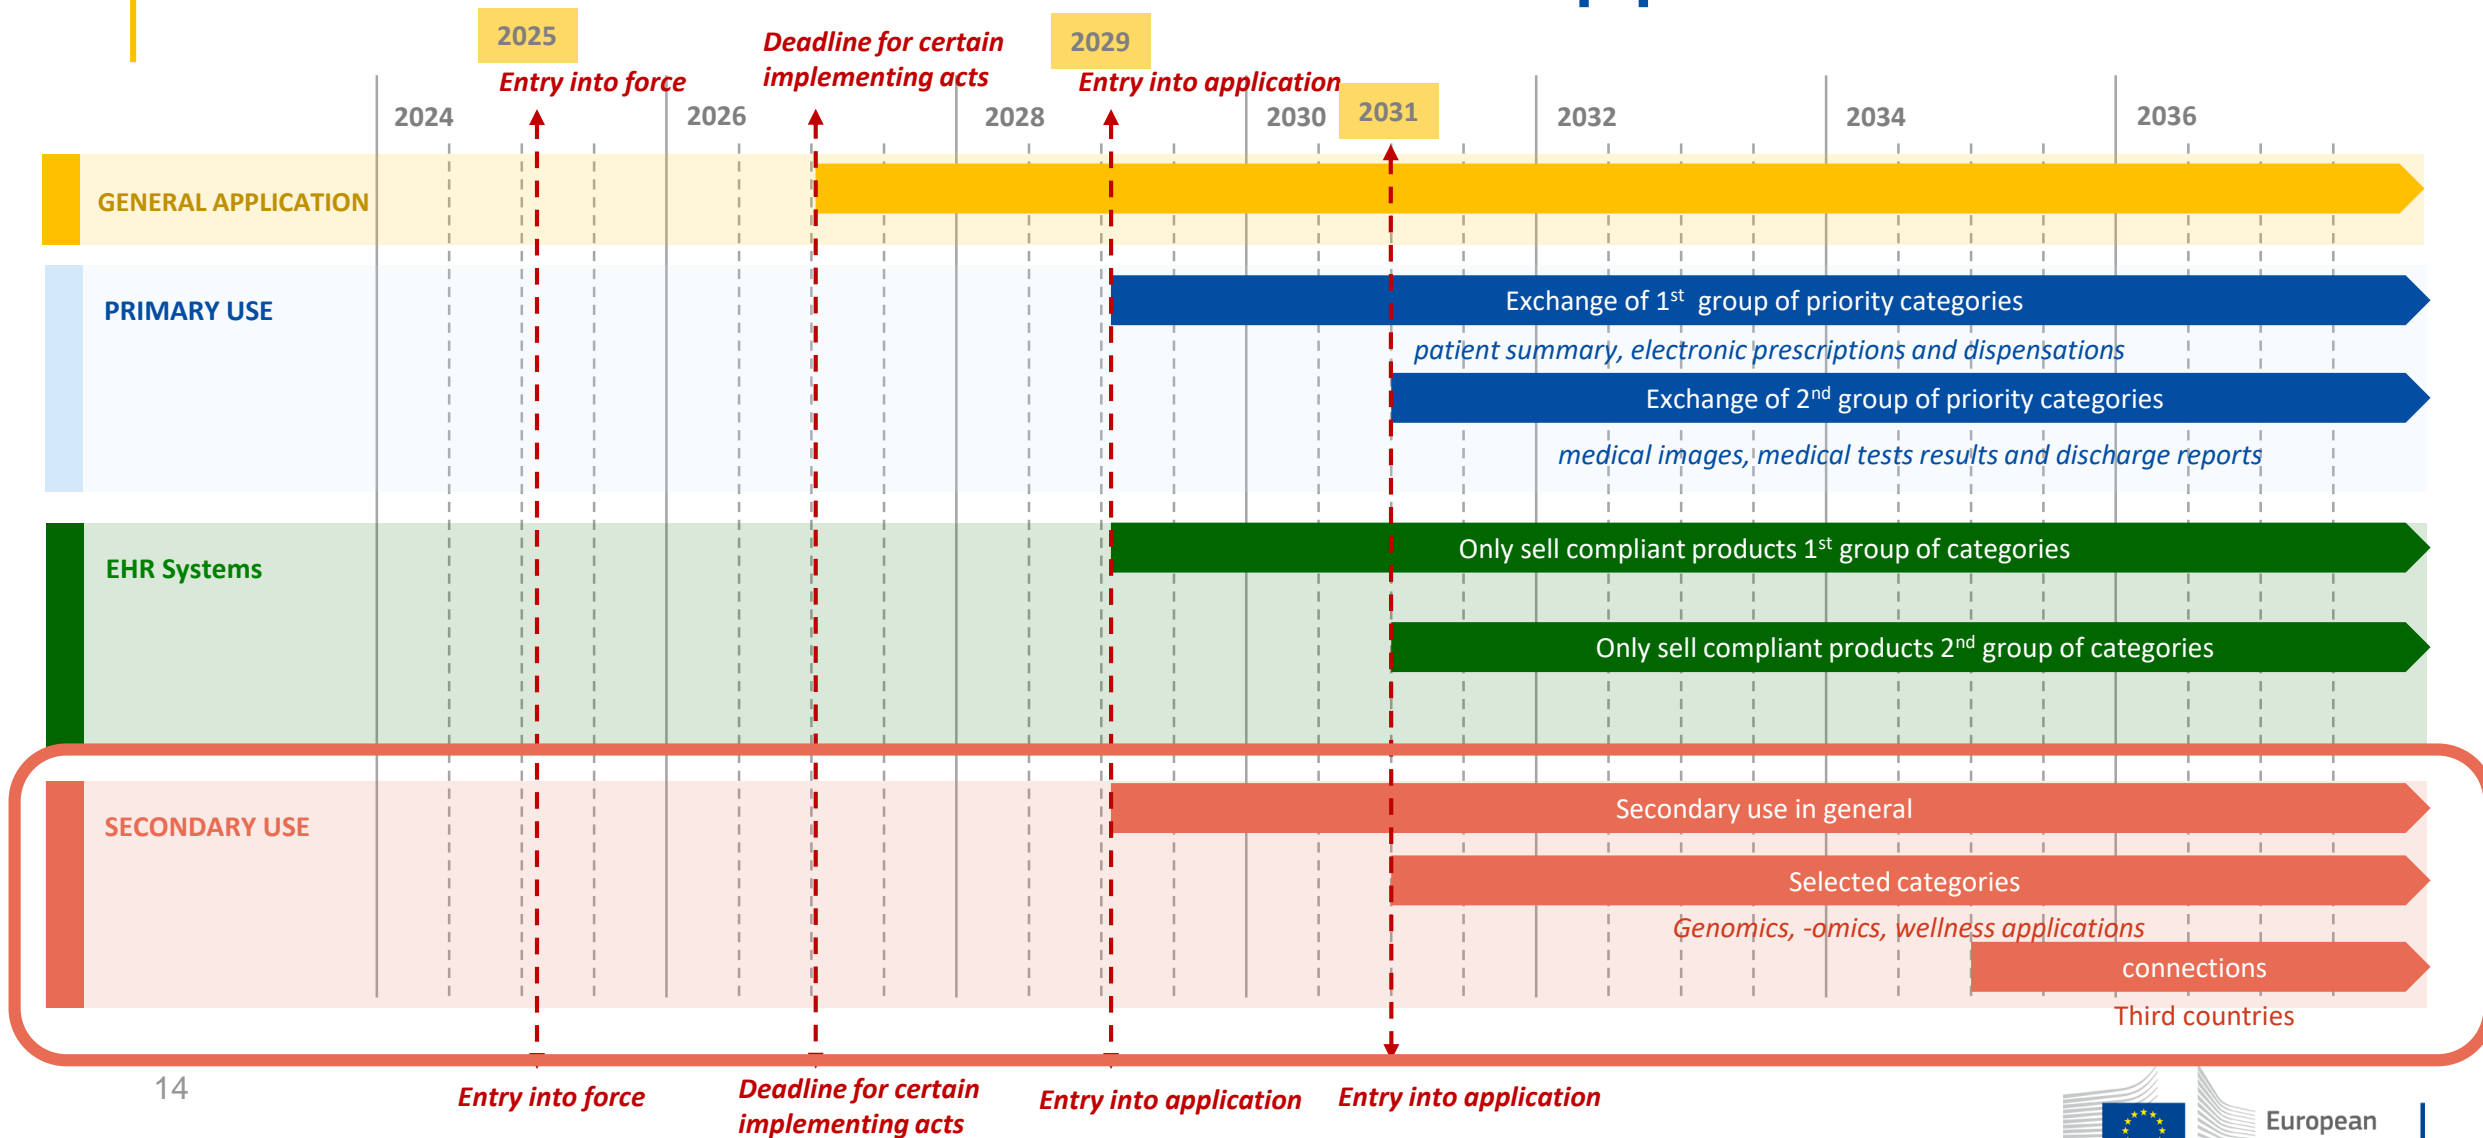 2025
Deadline for certain
implementing acts
2029
Entry into force
Entry into application
2024
2026
2028
2030
2031
2032
2034
2036
GENERAL APPLICATION
PRIMARY USE
Exchange of 1st group of priority categories
patient summary, electronic prescriptions and dispensations
Exchange of 2nd group of priority categories
medical images, medical tests results and discharge reports
EHR Systems
Only sell compliant products 1st group of categories
Only sell compliant products 2nd group of categories
SECONDARY USE
Secondary use in general
Selected categories
Genomics, -omics, wellness applications
connections
Third countries
14
Entry into force
Deadline for certain
implementing acts
Entry into application
Entry into application
European